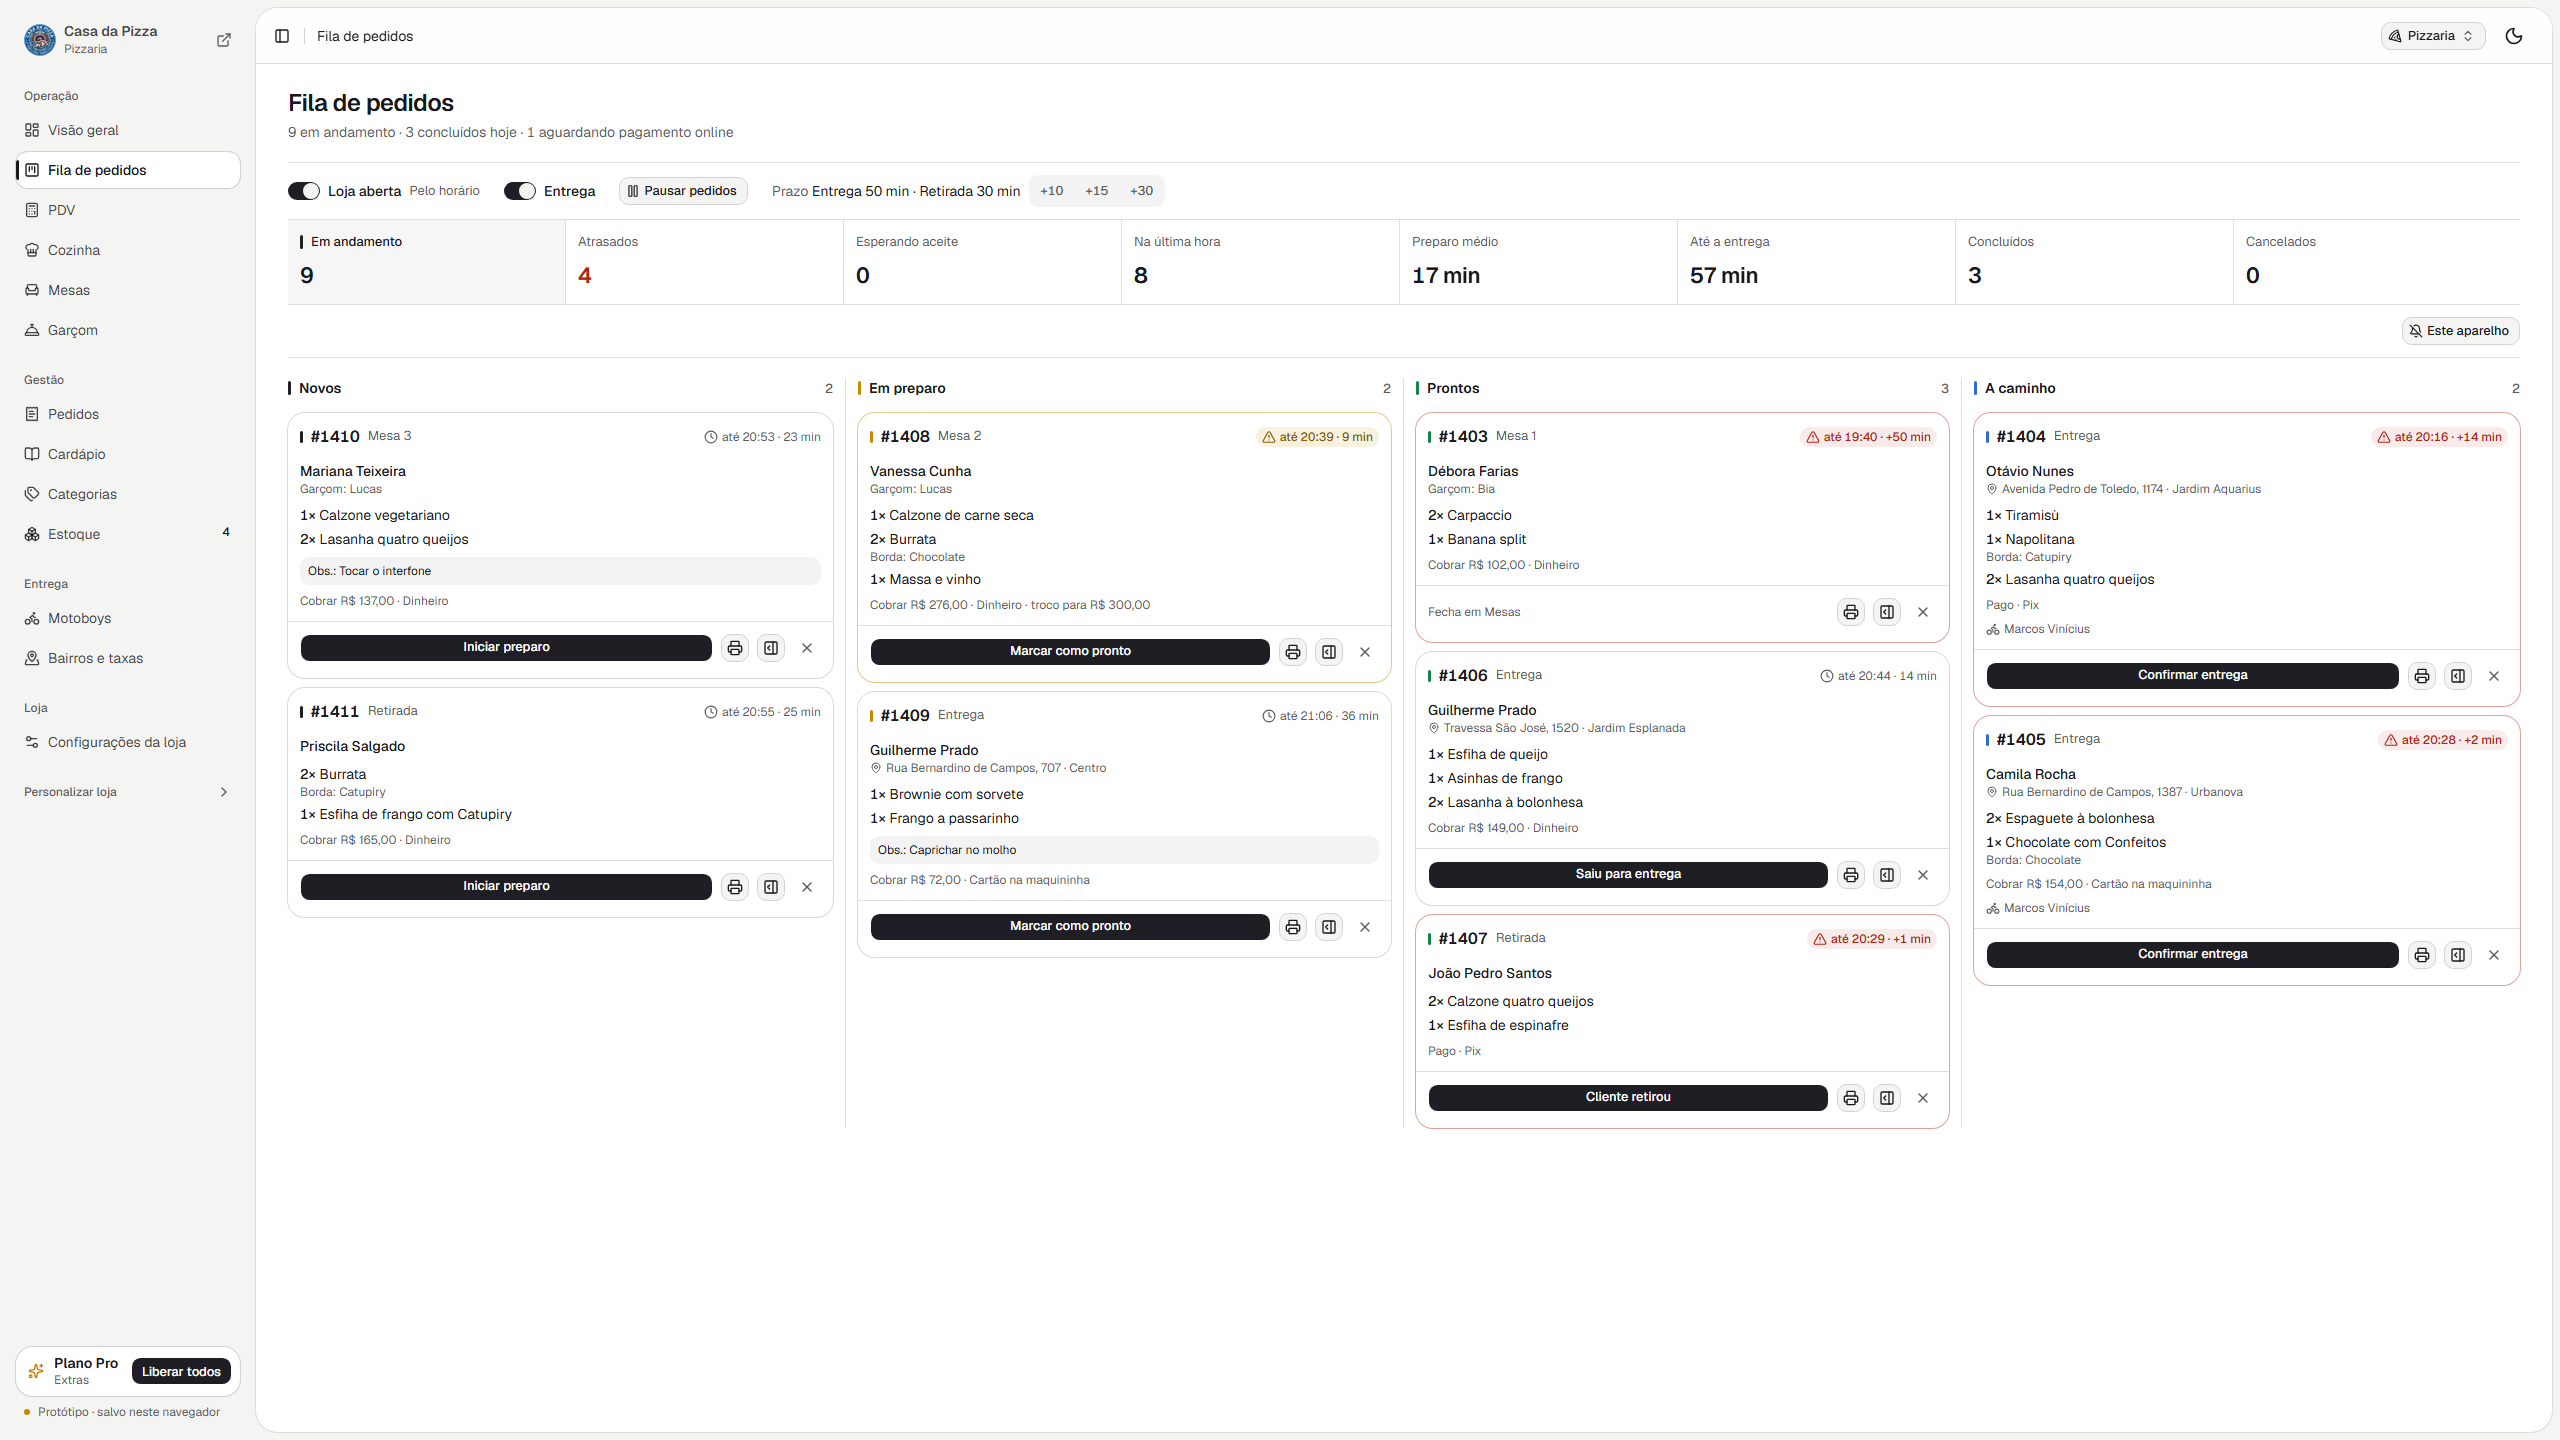 Casa da Pizza
Pizzaria
Operação
Visão geral
Fila de pedidos
PDV
Cozinha
Mesas
Garçom
Gestão
Pedidos
Cardápio
Categorias
Estoque 4
Entrega
Motoboys
Bairros e taxas
Loja
Configurações da loja
Personalizar loja
Plano Pro
Extras
Liberar todos
Protótipo · salvo neste navegador
Fila de pedidos
Pizzaria
Fila de pedidos
9 em andamento · 3 concluídos hoje · 1 aguardando pagamento online
Loja aberta Pelo horário Entrega Pausar pedidos Prazo Entrega 50 min · Retirada 30 min +10 +15 +30
Em andamento
9
Atrasados
4
Esperando aceite
0
Na última hora
8
Preparo médio
17 min
Até a entrega
57 min
Concluídos
3
Cancelados
0
Este aparelho
Novos 2
#1410 Mesa 3 até 20:53 · 23 min
Mariana Teixeira
Garçom: Lucas
1× Calzone vegetariano
2× Lasanha quatro queijos
Obs.: Tocar o interfone
Cobrar R$ 137,00 · Dinheiro
Iniciar preparo
#1411 Retirada até 20:55 · 25 min
Priscila Salgado
2× Burrata
Borda: Catupiry
1× Esfiha de frango com Catupiry
Cobrar R$ 165,00 · Dinheiro
Iniciar preparo
Em preparo 2
#1408 Mesa 2 até 20:39 · 9 min
Vanessa Cunha
Garçom: Lucas
1× Calzone de carne seca
2× Burrata
Borda: Chocolate
1× Massa e vinho
Cobrar R$ 276,00 · Dinheiro · troco para R$ 300,00
Marcar como pronto
#1409 Entrega até 21:06 · 36 min
Guilherme Prado
Rua Bernardino de Campos, 707 · Centro
1× Brownie com sorvete
1× Frango a passarinho
Obs.: Caprichar no molho
Cobrar R$ 72,00 · Cartão na maquininha
Marcar como pronto
Prontos 3
#1403 Mesa 1 até 19:40 · +50 min
Débora Farias
Garçom: Bia
2× Carpaccio
1× Banana split
Cobrar R$ 102,00 · Dinheiro
Fecha em Mesas
#1406 Entrega até 20:44 · 14 min
Guilherme Prado
Travessa São José, 1520 · Jardim Esplanada
1× Esfiha de queijo
1× Asinhas de frango
2× Lasanha à bolonhesa
Cobrar R$ 149,00 · Dinheiro
Saiu para entrega
#1407 Retirada até 20:29 · +1 min
João Pedro Santos
2× Calzone quatro queijos
1× Esfiha de espinafre
Pago · Pix
Cliente retirou
A caminho 2
#1404 Entrega até 20:16 · +14 min
Otávio Nunes
Avenida Pedro de Toledo, 1174 · Jardim Aquarius
1× Tiramisù
1× Napolitana
Borda: Catupiry
2× Lasanha quatro queijos
Pago · Pix
Marcos Vinícius
Confirmar entrega
#1405 Entrega até 20:28 · +2 min
Camila Rocha
Rua Bernardino de Campos, 1387 · Urbanova
2× Espaguete à bolonhesa
1× Chocolate com Confeitos
Borda: Chocolate
Cobrar R$ 154,00 · Cartão na maquininha
Marcos Vinícius
Confirmar entrega